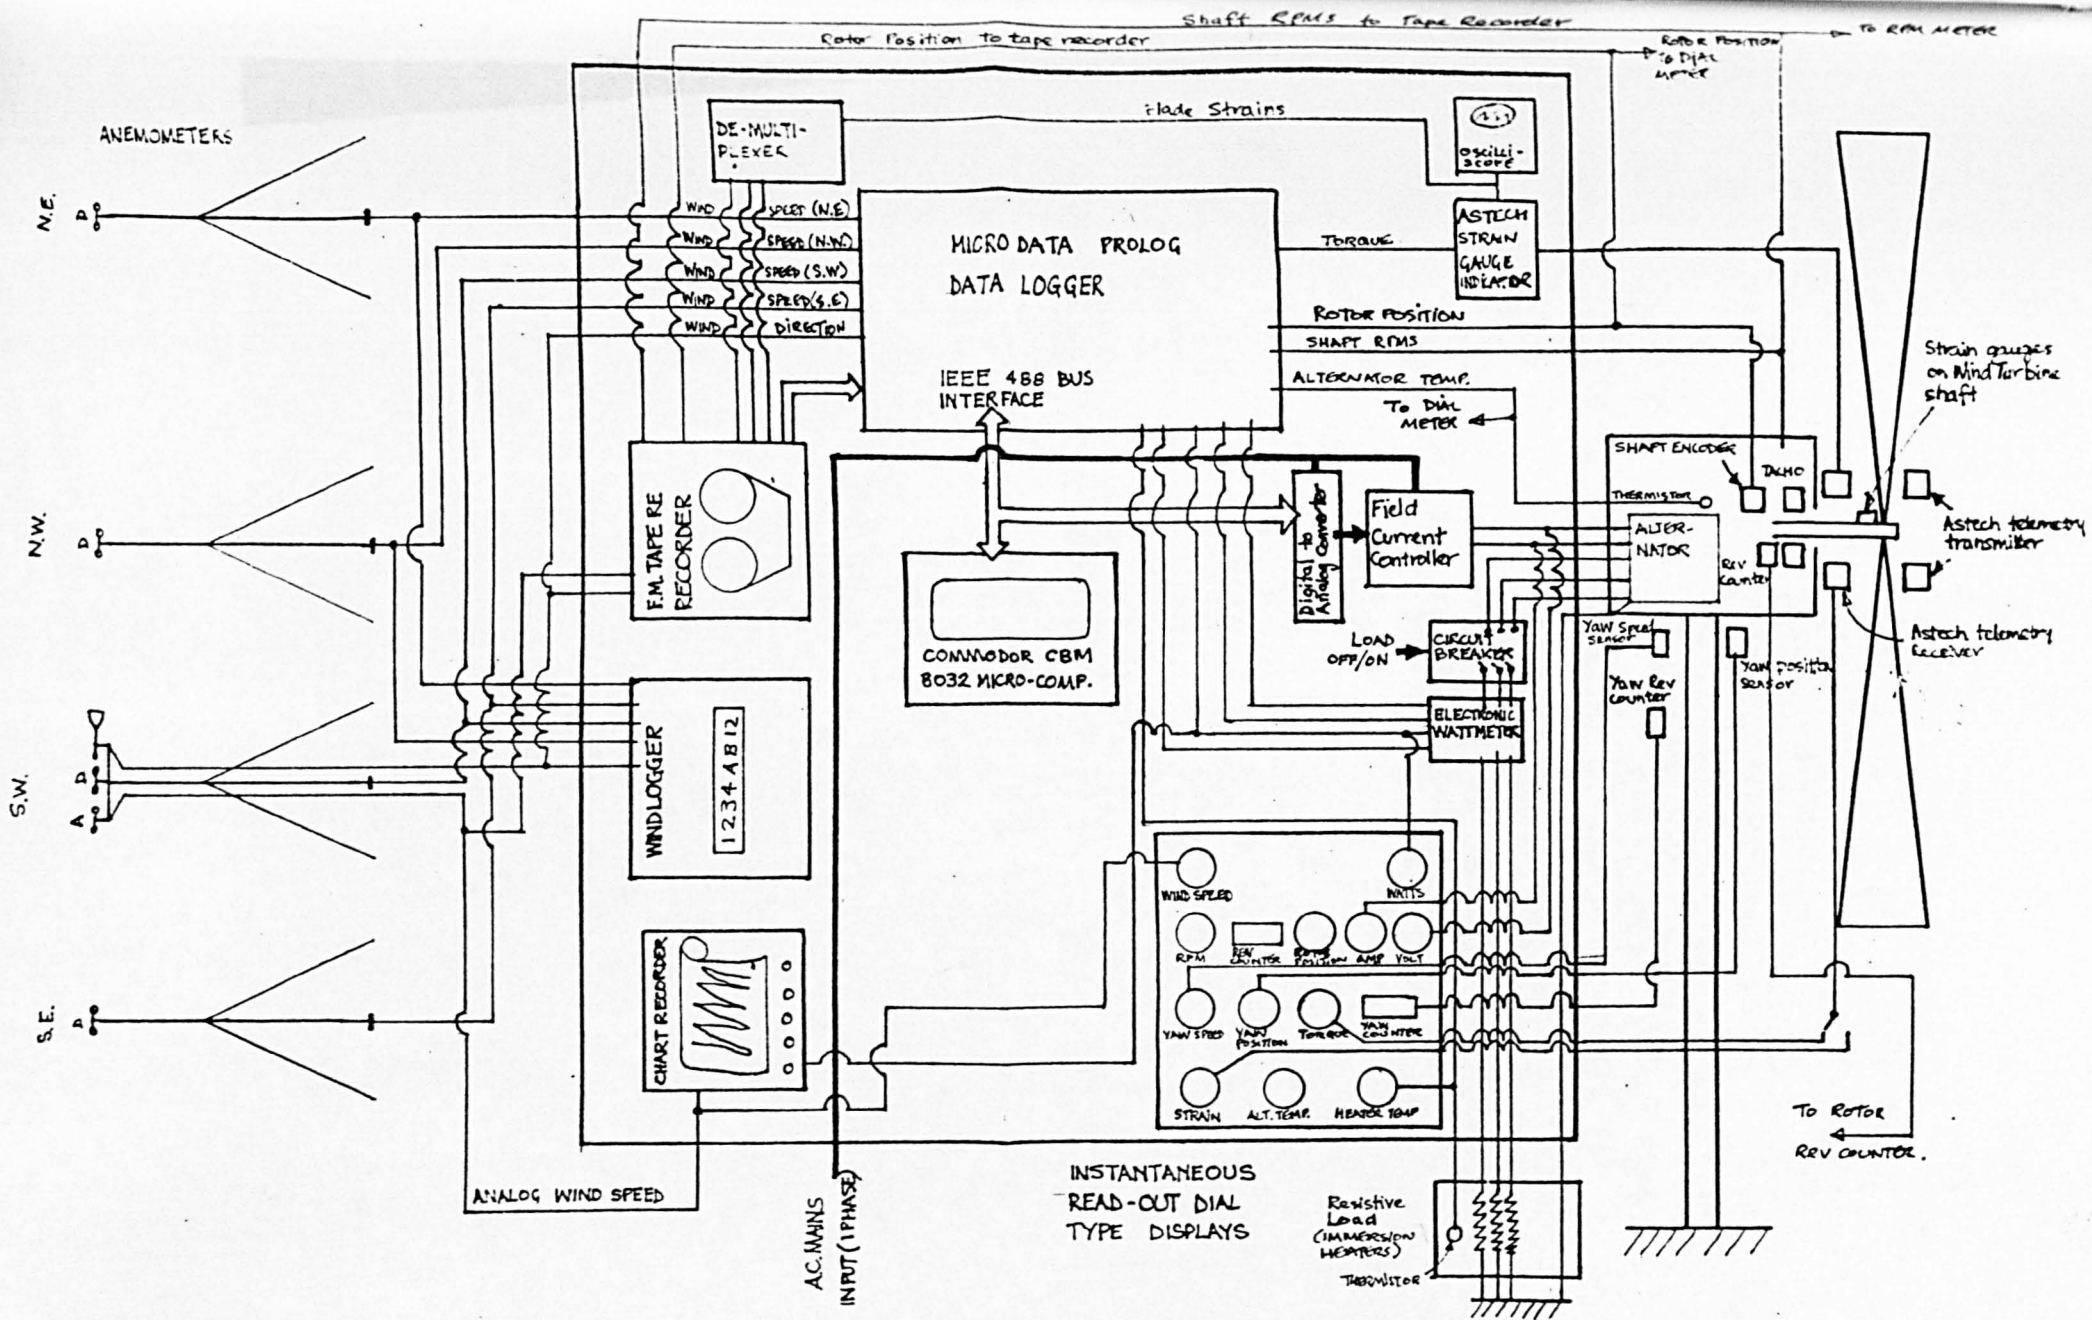 Shaft RPMS to Tape Recorder
TO RPM METER
Rotor Position to tape recorder
ROTOR POSITION
TO DIAL
METER
ANEMOMETERS
DE-MULTI-
PLEXER
Blade Strains
OSCILLI-
SCOPE
N.E.
D
WIND SPEET (N.E)
WIND SPEED (N.W.)
WIND SPEED (S.W)
WIND SPEED (S.E)
WIND DIRECTION
MICRO DATA PROLOG
DATA LOGGER
TORQUE
ASTECH
STRAIN
GAUGE
INDICATOR
ROTOR POSITION
SHAFT RPMS
ALTERNATOR TEMP.
TO DIAL
METER
IEEE 488 BUS
INTERFACE
Strain gauges
on Wind Turbine
shaft
SHAFT ENCODER
TACHO
THERMISTOR
ALTER-
NATOR
Rev
Counter
Astech telemetry
transmitter
Astech telemetry
receiver
N.W.
D
F.M. TAPE RE
RECORDER
Digital to
Analog Converter
Field
Current
Controller
COMMODOR CBM
8032 MICRO-COMP.
LOAD
OFF/ON
CIRCUIT
BREAKER
Yaw Speed
sensor
Yaw position
sensor
Yaw Rev
counter
ELECTRONIC
WATTMETER
S.W.
D
A
WINDLOGGER
1234A812
WIND SPEED
WATTS
RPM
REV
COUNTER
ROTOR
POSITION
AMP
VOLT
CHART RECORDER
YAW SPEED
YAW
POSITION
TORQUE
YAW
COUNTER
STRAIN
ALT. TEMP.
HEATER TEMP
S.E.
D
TO ROTOR
REV COUNTER.
ANALOG WIND SPEED
A.C. MAINS
INPUT (1 PHASE)
INSTANTANEOUS
READ-OUT DIAL
TYPE DISPLAYS
Resistive
Load
(IMMERSION
HEATERS)
THERMISTOR